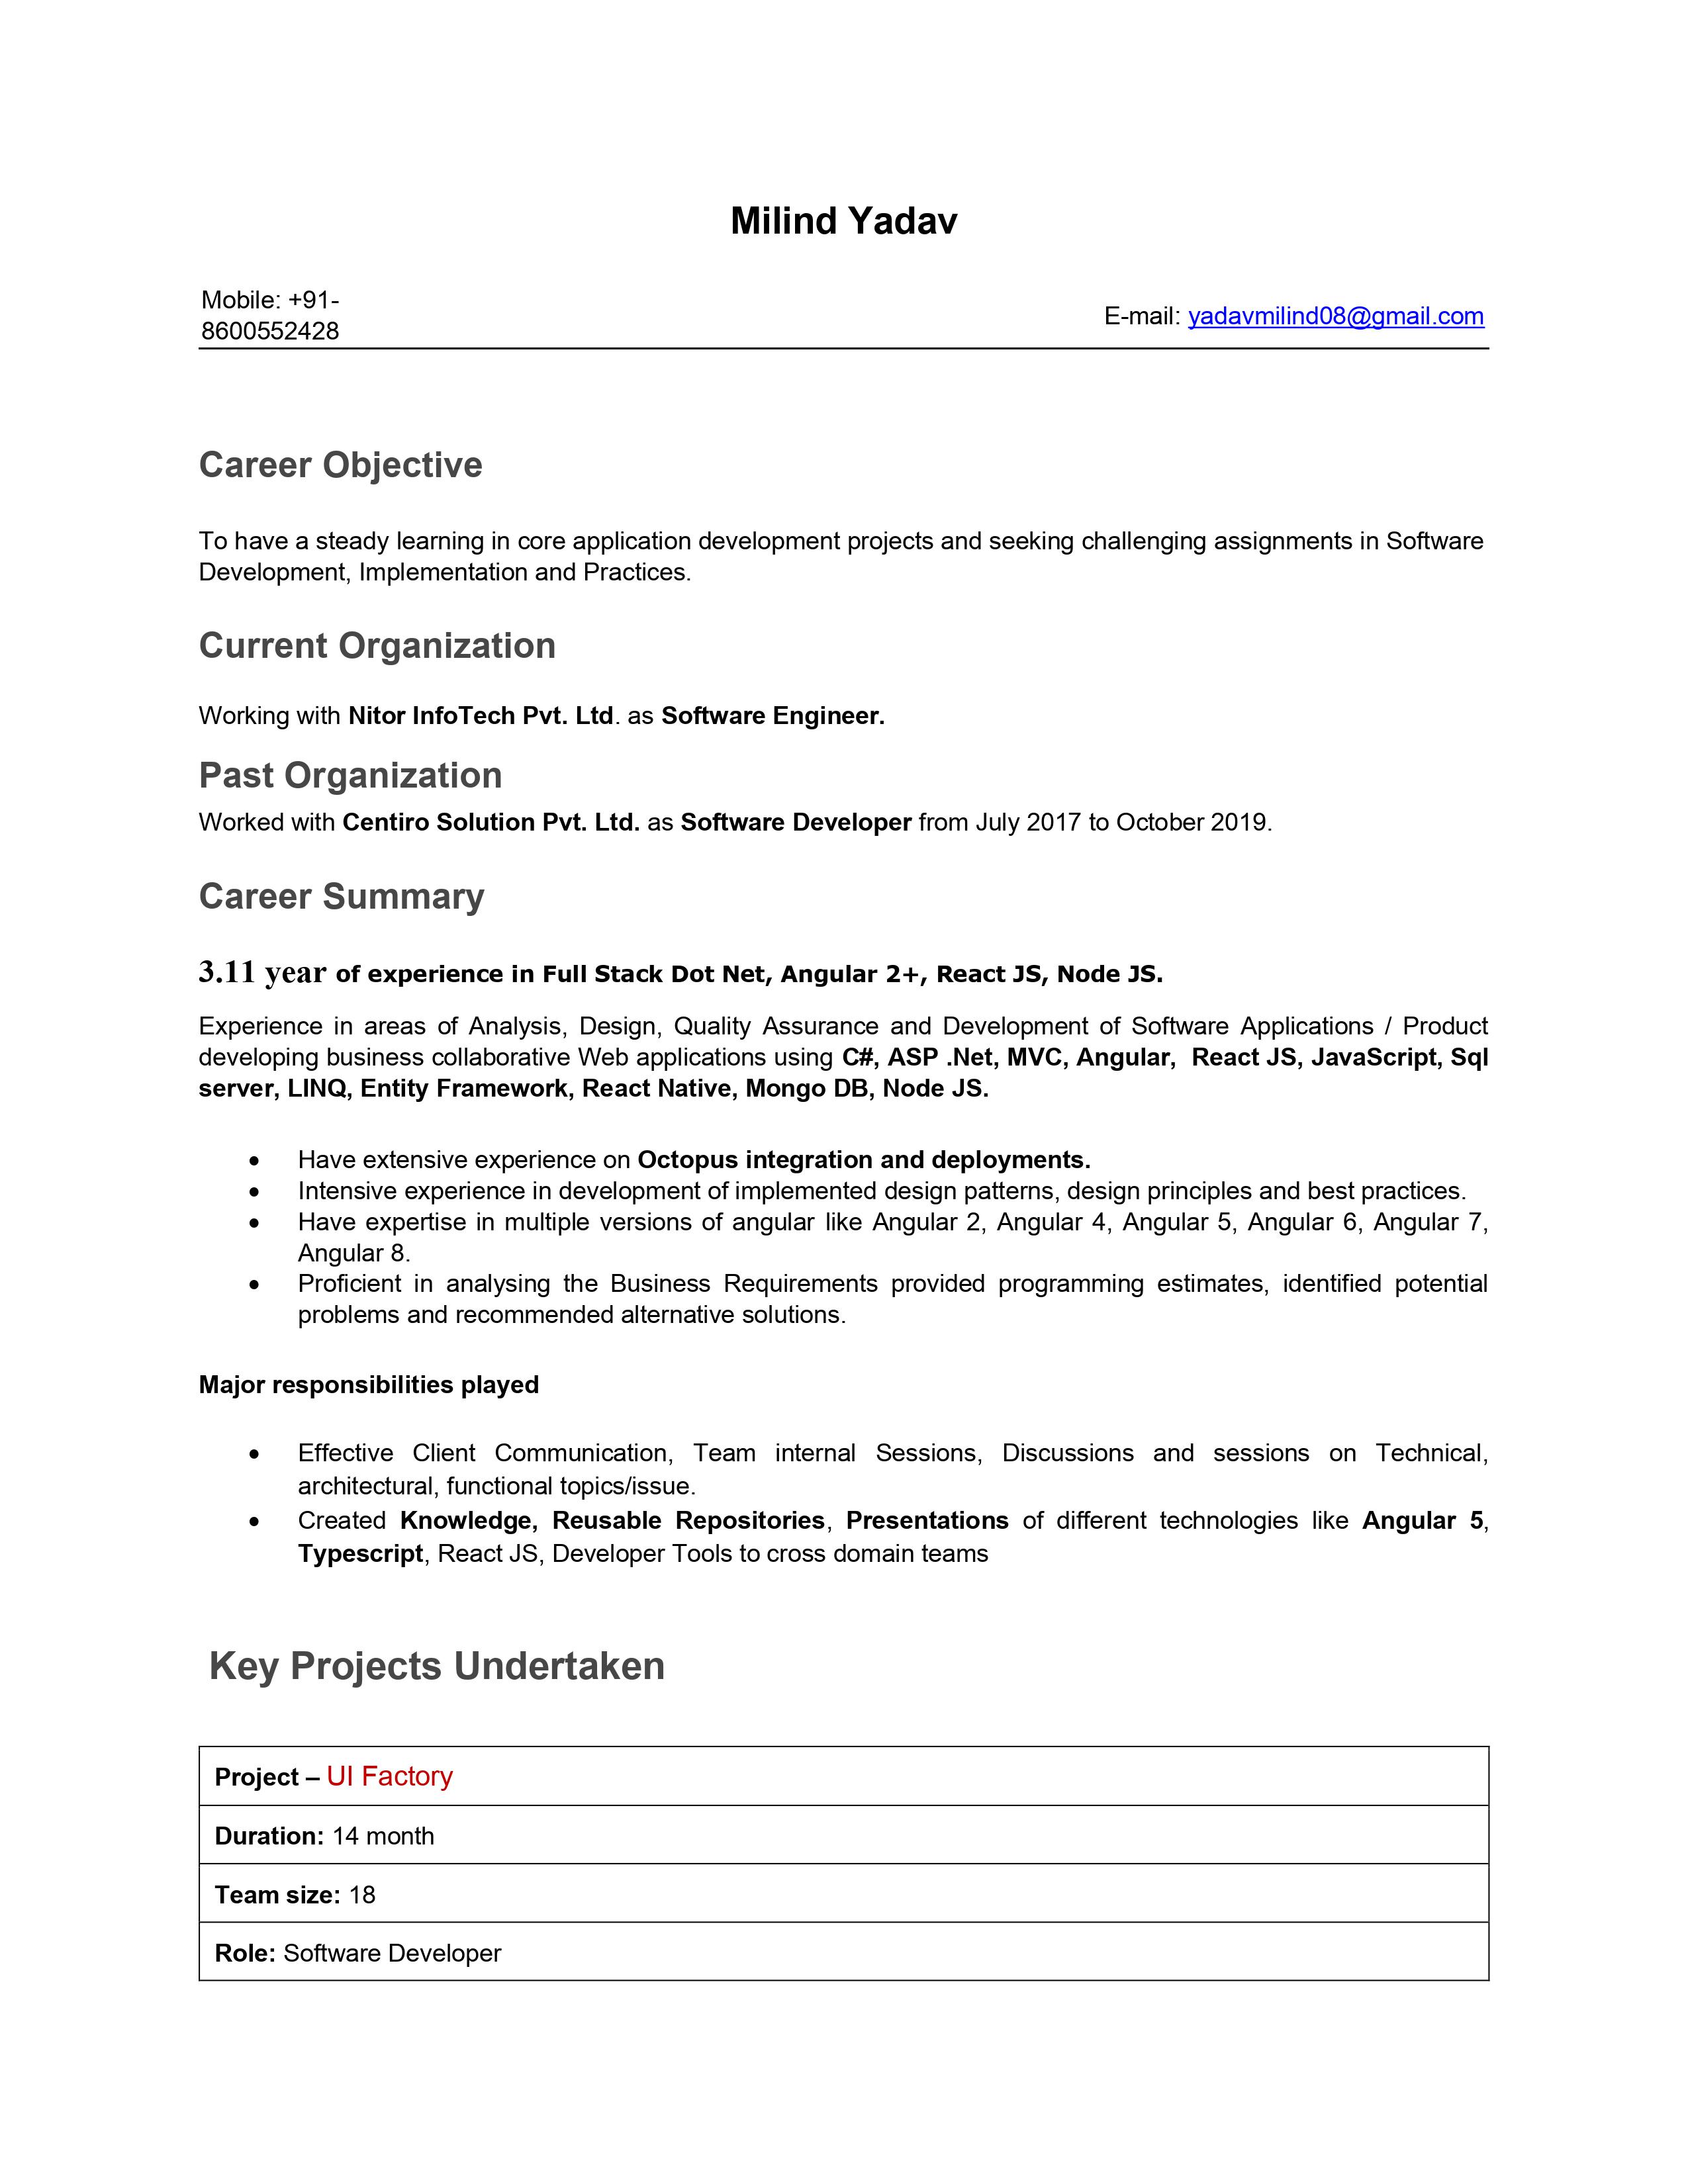 Milind Yadav
Mobile: +91-
8600552428
E-mail: yadavmilind08@gmail.com
Career Objective
To have a steady learning in core application development projects and seeking challenging assignments in Software
Development, Implementation and Practices.
Current Organization
Working with Nitor InfoTech Pvt. Ltd. as Software Engineer.
Past Organization
Worked with Centiro Solution Pvt. Ltd. as Software Developer from July 2017 to October 2019.
Career Summary
3.11 year of experience in Full Stack Dot Net, Angular 2+, React JS, Node JS.
Experience in areas of Analysis, Design, Quality Assurance and Development of Software Applications / Product
developing business collaborative Web applications using C#, ASP .Net, MVC, Angular, React JS, JavaScript, Sql
server, LINQ, Entity Framework, React Native, Mongo DB, Node JS.
• Have extensive experience on Octopus integration and deployments.
• Intensive experience in development of implemented design patterns, design principles and best practices.
• Have expertise in multiple versions of angular like Angular 2, Angular 4, Angular 5, Angular 6, Angular 7,
Angular 8.
• Proficient in analysing the Business Requirements provided programming estimates, identified potential
problems and recommended alternative solutions.
Major responsibilities played
• Effective Client Communication, Team internal Sessions, Discussions and sessions on Technical,
architectural, functional topics/issue.
• Created Knowledge, Reusable Repositories, Presentations of different technologies like Angular 5,
Typescript, React JS, Developer Tools to cross domain teams
Key Projects Undertaken
Project – UI Factory
Duration: 14 month
Team size: 18
Role: Software Developer